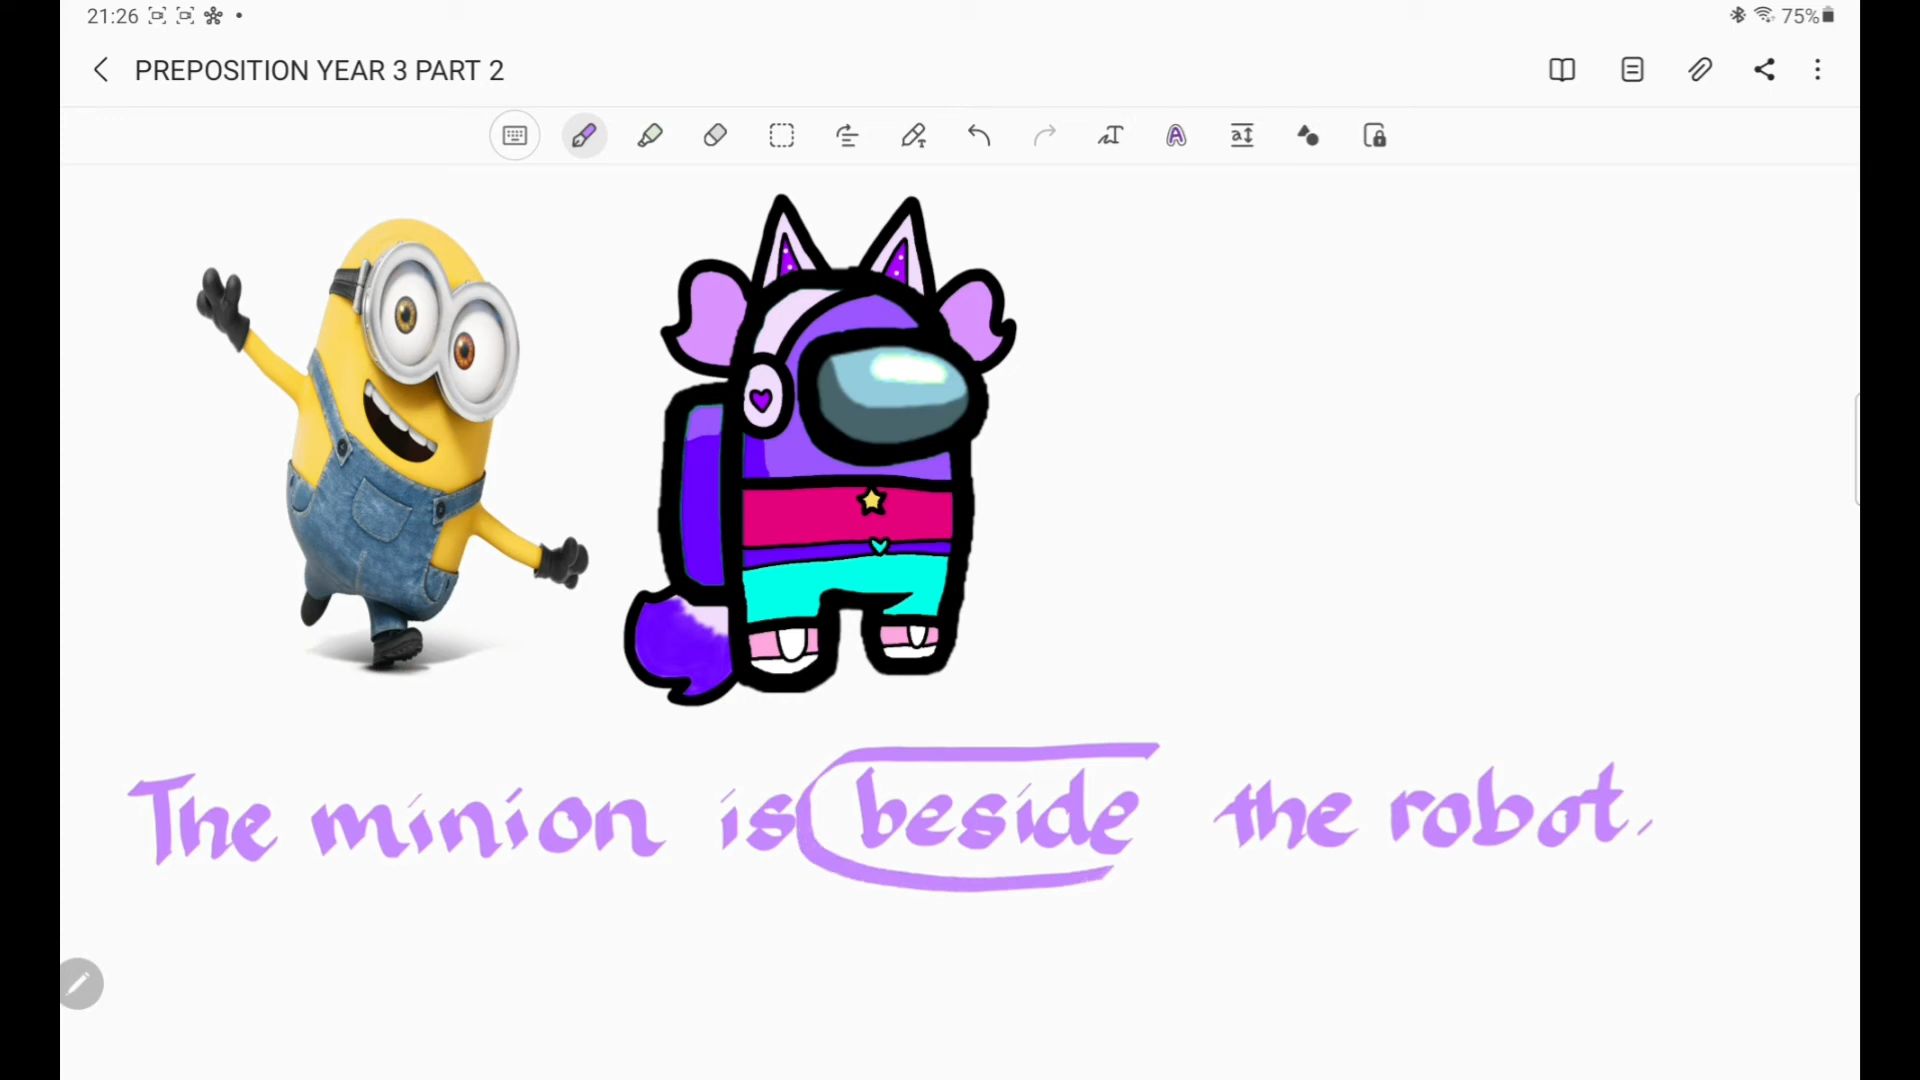 21:26
75%
PREPOSITION YEAR 3 PART 2
The minion is beside the robot.